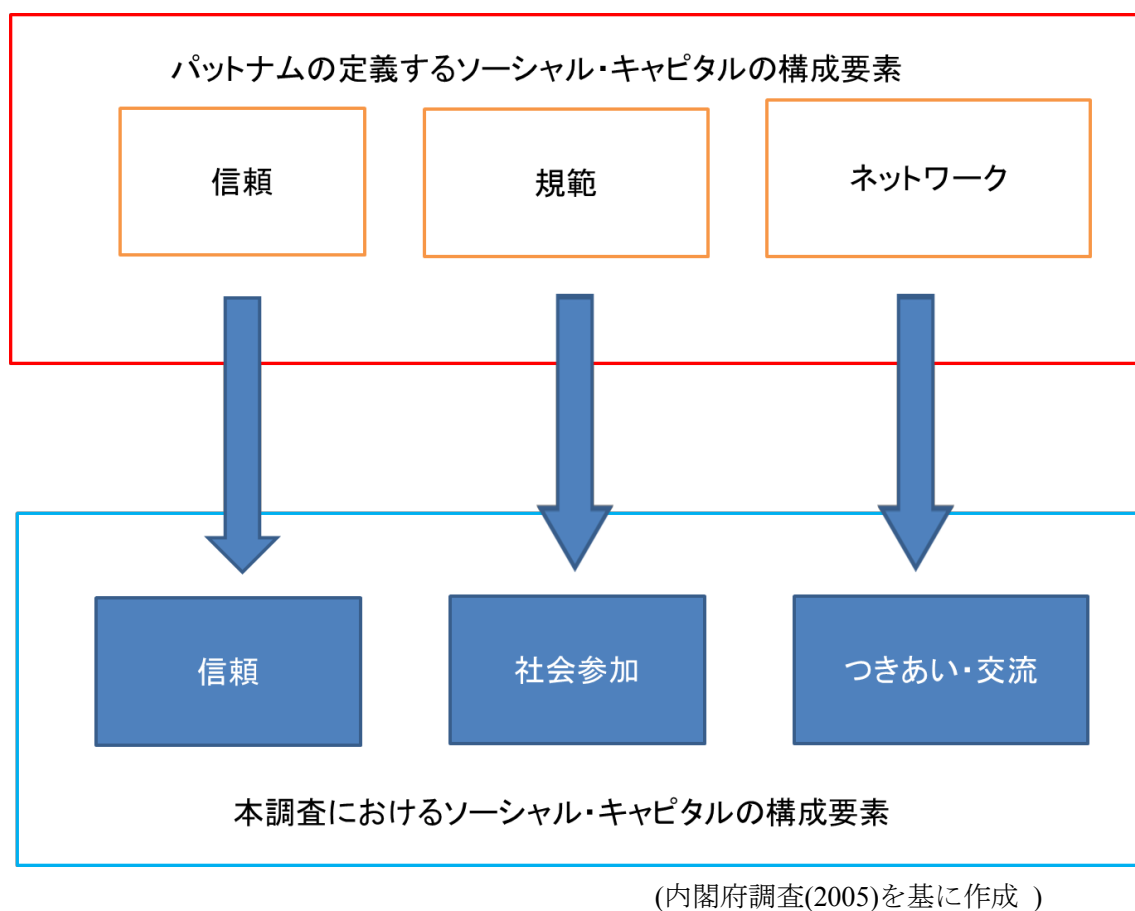 パットナムの定義するソーシャル・キャピタルの構成要素
信頼
規範
ネットワーク
信頼
社会参加
つきあい・交流
本調査におけるソーシャル・キャピタルの構成要素
(内閣府調査(2005)を基に作成 )